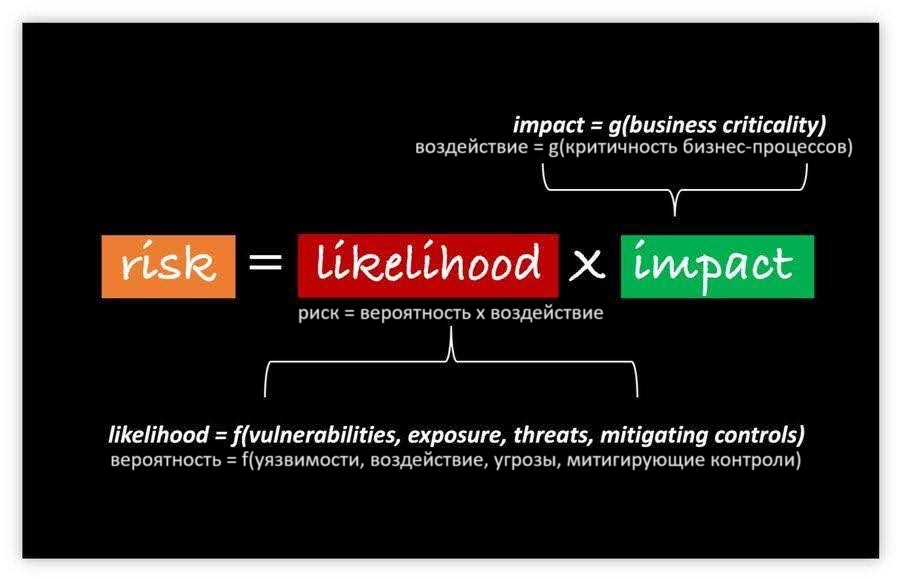 impact = g(business criticality)
воздействие = g(критичность бизнес-процессов)
risk = likelihood x impact
риск = вероятность x воздействие
likelihood = f(vulnerabilities, exposure, threats, mitigating controls)
вероятность = f(уязвимости, воздействие, угрозы, митигирующие контроли)